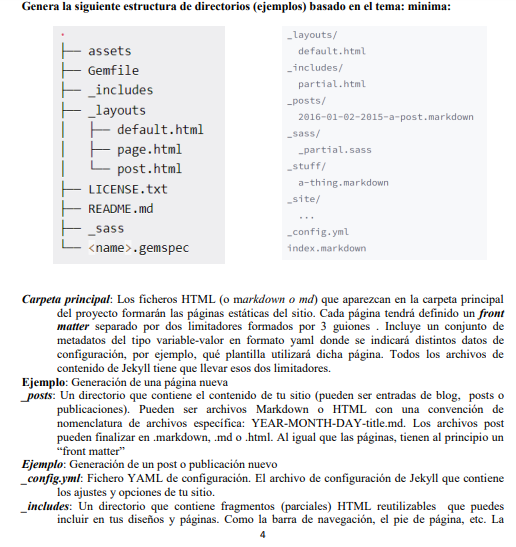 Genera la siguiente estructura de directorios (ejemplos) basado en el tema: minima:
.
├── assets
├── Gemfile
├── _includes
├── _layouts
│   ├── default.html
│   ├── page.html
│   └── post.html
├── LICENSE.txt
├── README.md
├── _sass
└── <name>.gemspec
_layouts/
default.html
_includes/
partial.html
_posts/
2016-01-02-2015-a-post.markdown
_sass/
_partial.sass
_stuff/
a-thing.markdown
_site/
...
_config.yml
index.markdown
Carpeta principal: Los ficheros HTML (o markdown o md) que aparezcan en la carpeta principal
del proyecto formarán las páginas estáticas del sitio. Cada página tendrá definido un front
matter separado por dos limitadores formados por 3 guiones . Incluye un conjunto de
metadatos del tipo variable-valor en formato yaml donde se indicará distintos datos de
configuración, por ejemplo, qué plantilla utilizará dicha página. Todos los archivos de
contenido de Jekyll tiene que llevar esos dos limitadores.
Ejemplo: Generación de una página nueva
_posts: Un directorio que contiene el contenido de tu sitio (pueden ser entradas de blog, posts o
publicaciones). Pueden ser archivos Markdown o HTML con una convención de
nomenclatura de archivos específica: YEAR-MONTH-DAY-title.md. Los archivos post
pueden finalizar en .markdown, .md o .html. Al igual que las páginas, tienen al principio un
“front matter”
Ejemplo: Generación de un post o publicación nuevo
_config.yml: Fichero YAML de configuración. El archivo de configuración de Jekyll que contiene
los ajustes y opciones de tu sitio.
_includes: Un directorio que contiene fragmentos (parciales) HTML reutilizables que puedes
incluir en tus diseños y páginas. Como la barra de navegación, el pie de página, etc. La
4